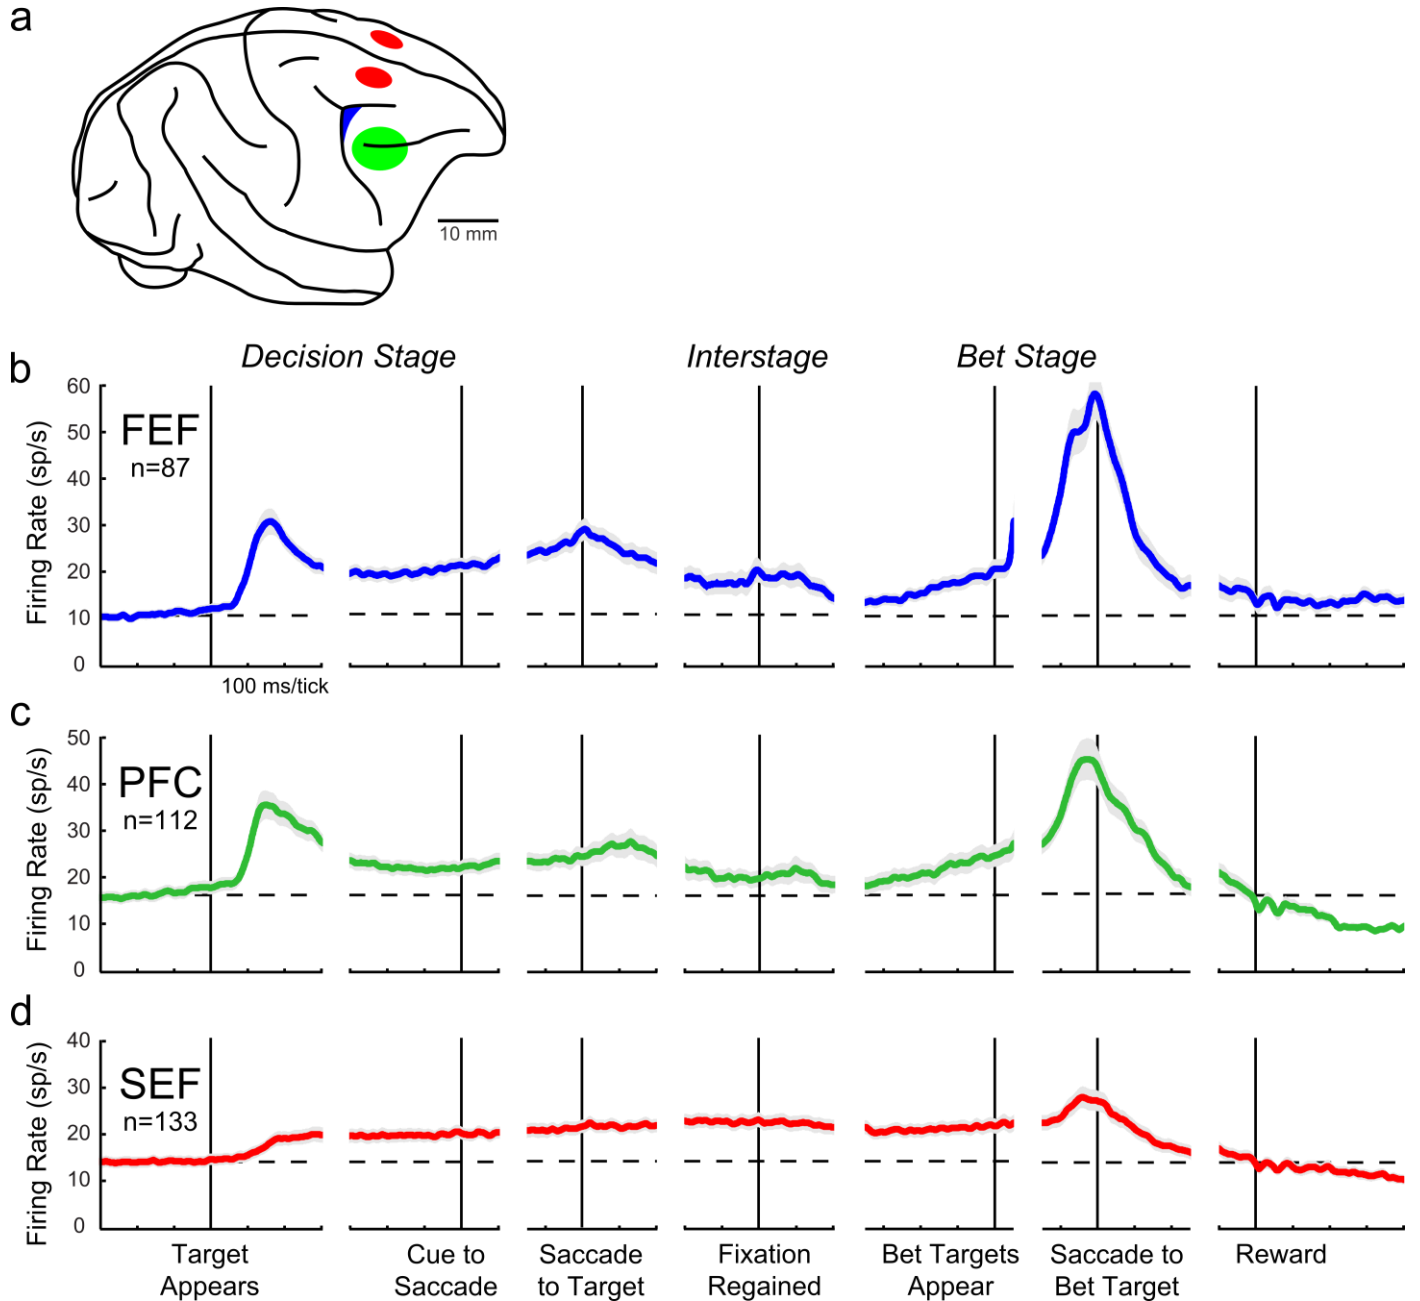 a
10 mm
Decision Stage Interstage Bet Stage
b
60
50
40
30
20
10
0
Firing Rate (sp/s)
FEF
n=87
100 ms/tick
c
50
40
30
20
10
0
Firing Rate (sp/s)
PFC
n=112
d
40
30
20
10
0
Firing Rate (sp/s)
SEF
n=133
Target
Appears
Cue to
Saccade
Saccade
to Target
Fixation
Regained
Bet Targets
Appear
Saccade to
Bet Target
Reward